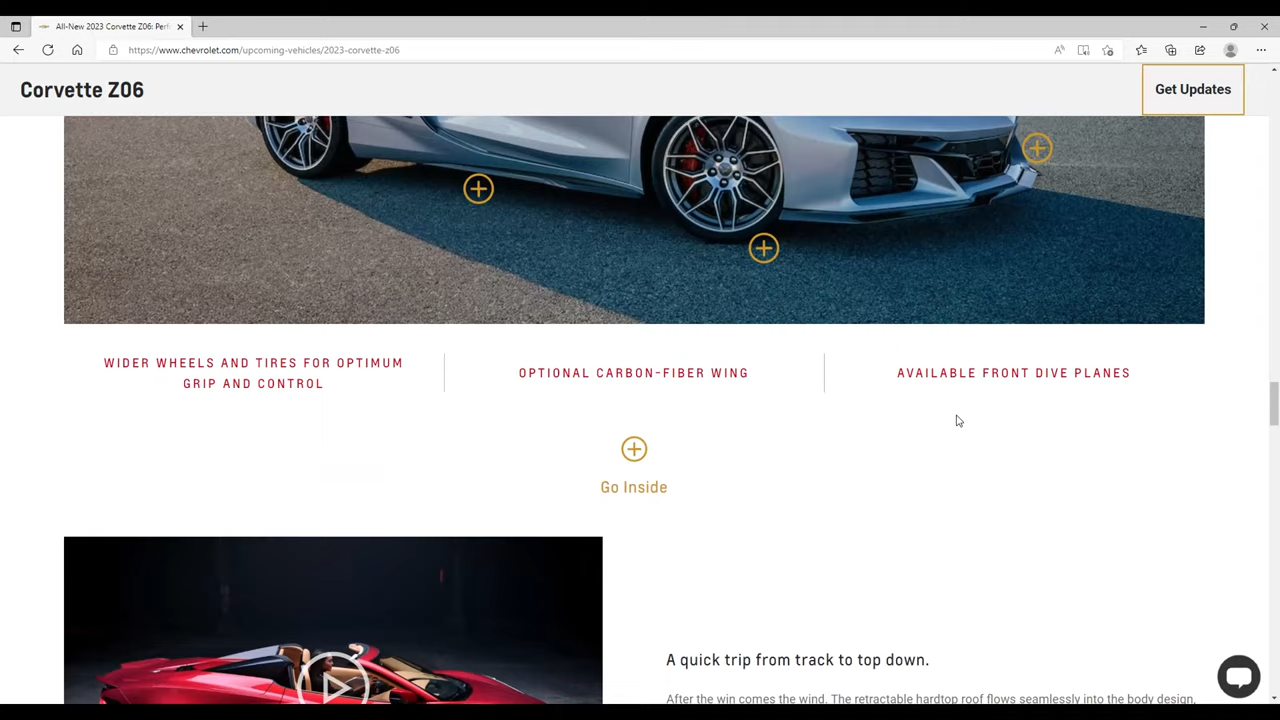 All-New 2023 Corvette Z06: Perf
https://www.chevrolet.com/upcoming-vehicles/2023-corvette-z06
Corvette Z06
Get Updates
WIDER WHEELS AND TIRES FOR OPTIMUM
GRIP AND CONTROL
OPTIONAL CARBON-FIBER WING
AVAILABLE FRONT DIVE PLANES
Go Inside
A quick trip from track to top down.
After the win comes the wind. The retractable hardtop roof flows seamlessly into the body design,